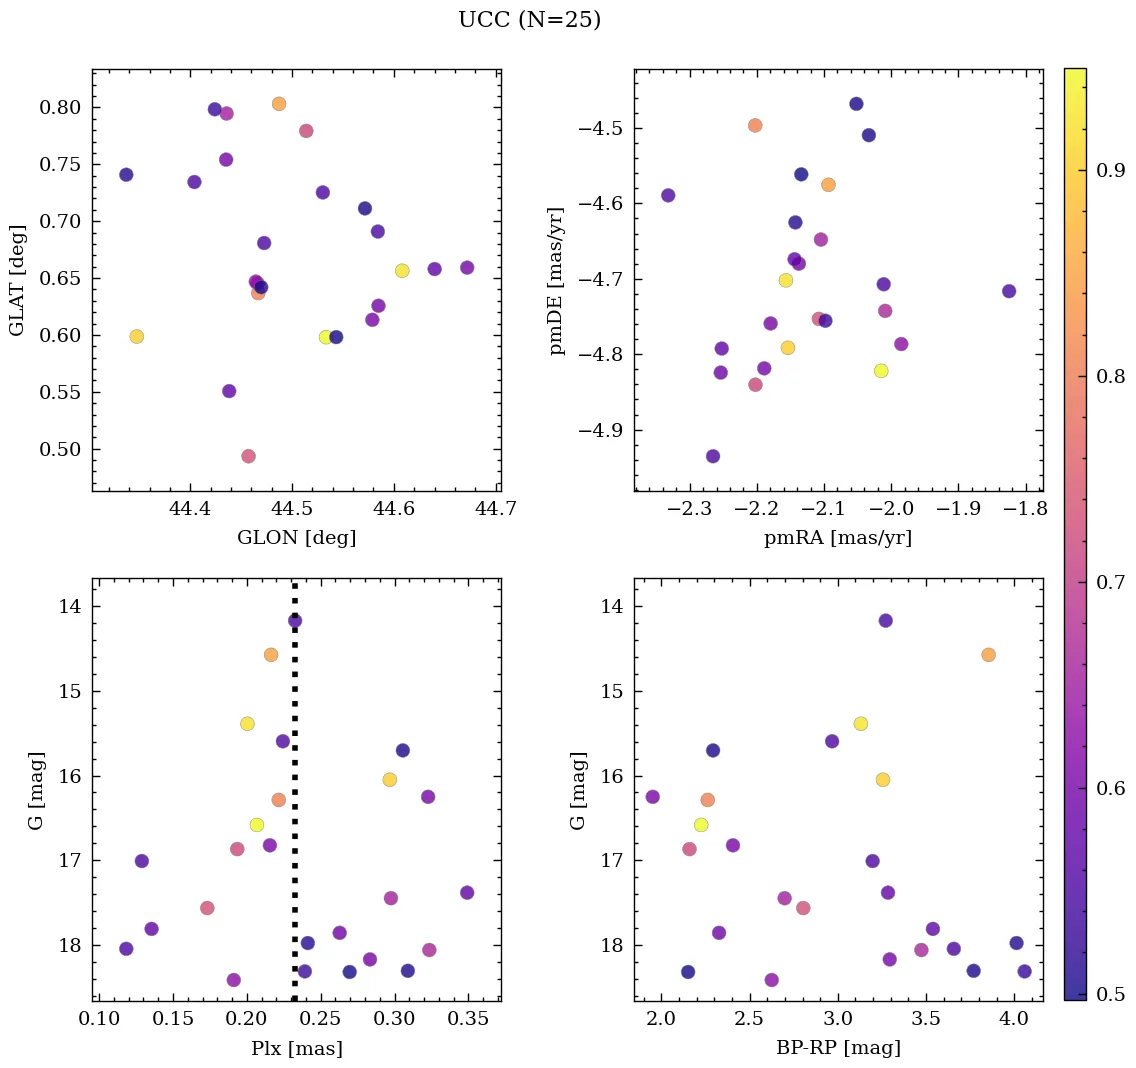 UCC (N=25)
0.80
0.75
0.70
0.65
0.60
0.55
0.50
GLAT [deg]
44.4 44.5 44.6 44.7
GLON [deg]
−4.5
−4.6
−4.7
−4.8
−4.9
pmDE [mas/yr]
−2.3 −2.2 −2.1 −2.0 −1.9 −1.8
pmRA [mas/yr]
14
15
16
17
18
G [mag]
0.10 0.15 0.20 0.25 0.30 0.35
Plx [mas]
14
15
16
17
18
G [mag]
2.0 2.5 3.0 3.5 4.0
BP-RP [mag]
0.9
0.8
0.7
0.6
0.5